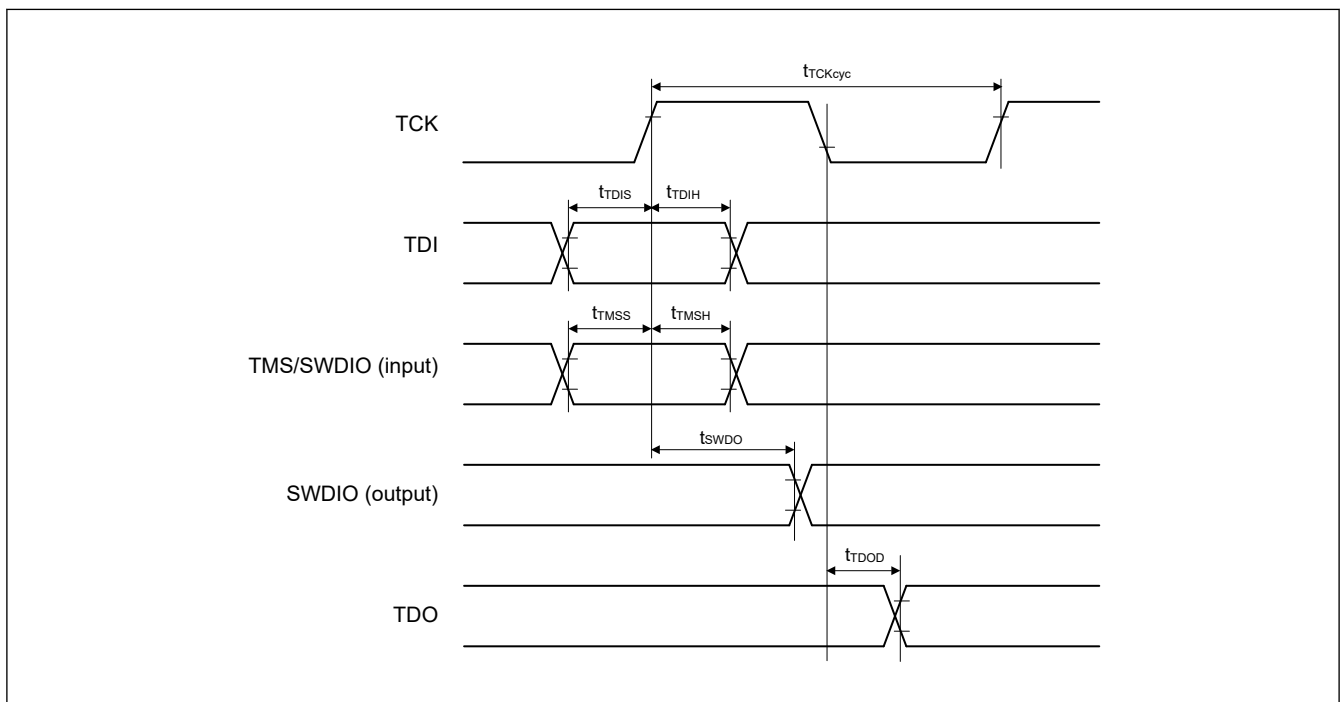 tTCKcyc
TCK
tTDIS tTDIH
TDI
tTMSS tTMSH
TMS/SWDIO (input)
tSWDO
SWDIO (output)
tTDOD
TDO